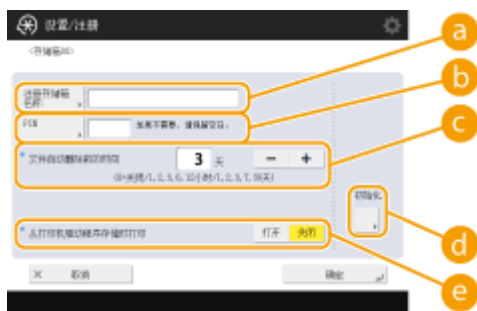 设置/注册
<存储箱00>
a
注册存储箱
名称
b
PIN
如果不需要，请保留空白。
c
* 文件自动删除前的时间
3 天
－ +
(0=关闭/1, 2, 3, 6, 12小时/1, 2, 3, 7, 30天)
初始化
d
* 从打印机驱动程序存储时打印
打开 关闭
× 取消
确定
e